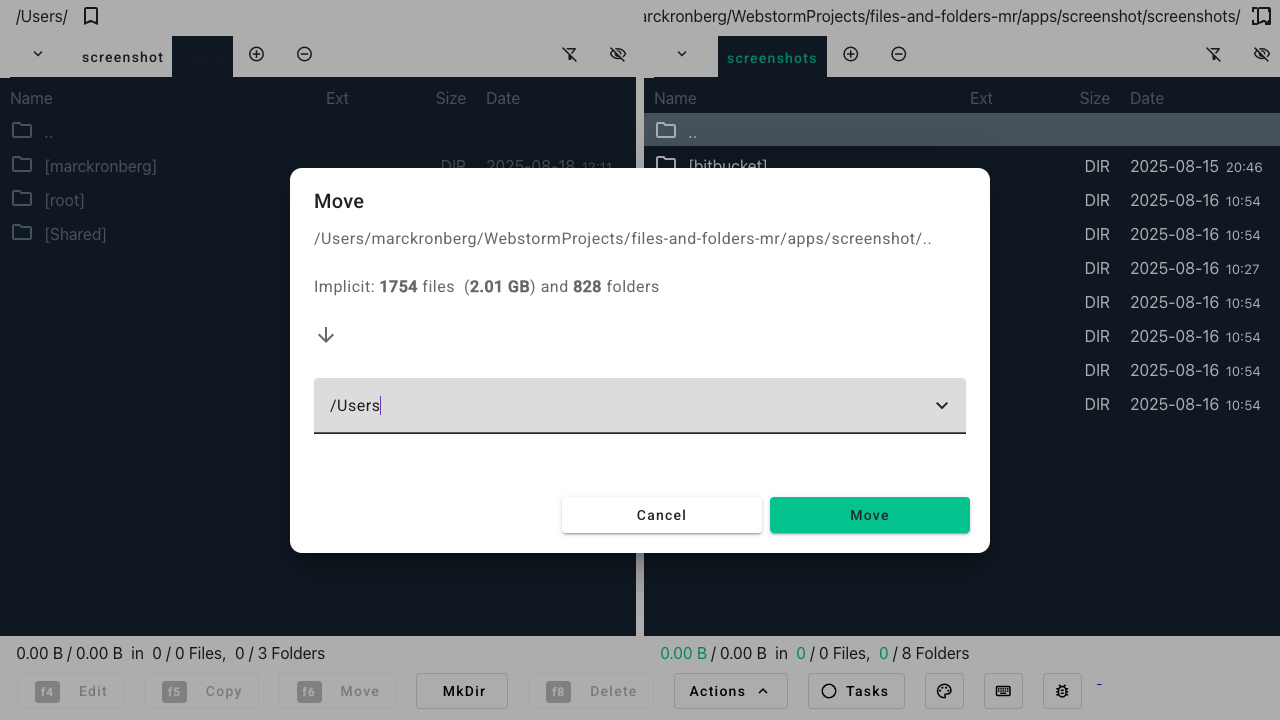 /Users/
arckronberg/WebstormProjects/files-and-folders-mr/apps/screenshot/screenshots/
screenshot
screenshots
Name Ext Size Date
Name Ext Size Date
..
..
[marckronberg] DIR 2025-08-18 12:11
[bitbucket] DIR 2025-08-15 20:46
[root]
DIR 2025-08-16 10:54
[Shared]
DIR 2025-08-16 10:54
DIR 2025-08-16 10:27
DIR 2025-08-16 10:54
DIR 2025-08-16 10:54
DIR 2025-08-16 10:54
DIR 2025-08-16 10:54
Move
/Users/marckronberg/WebstormProjects/files-and-folders-mr/apps/screenshot/..
Implicit: 1754 files (2.01 GB) and 828 folders
/Users
Cancel Move
0.00 B / 0.00 B in 0 / 0 Files, 0 / 3 Folders
0.00 B / 0.00 B in 0 / 0 Files, 0 / 8 Folders
f4 Edit f5 Copy f6 Move MkDir f8 Delete Actions Tasks